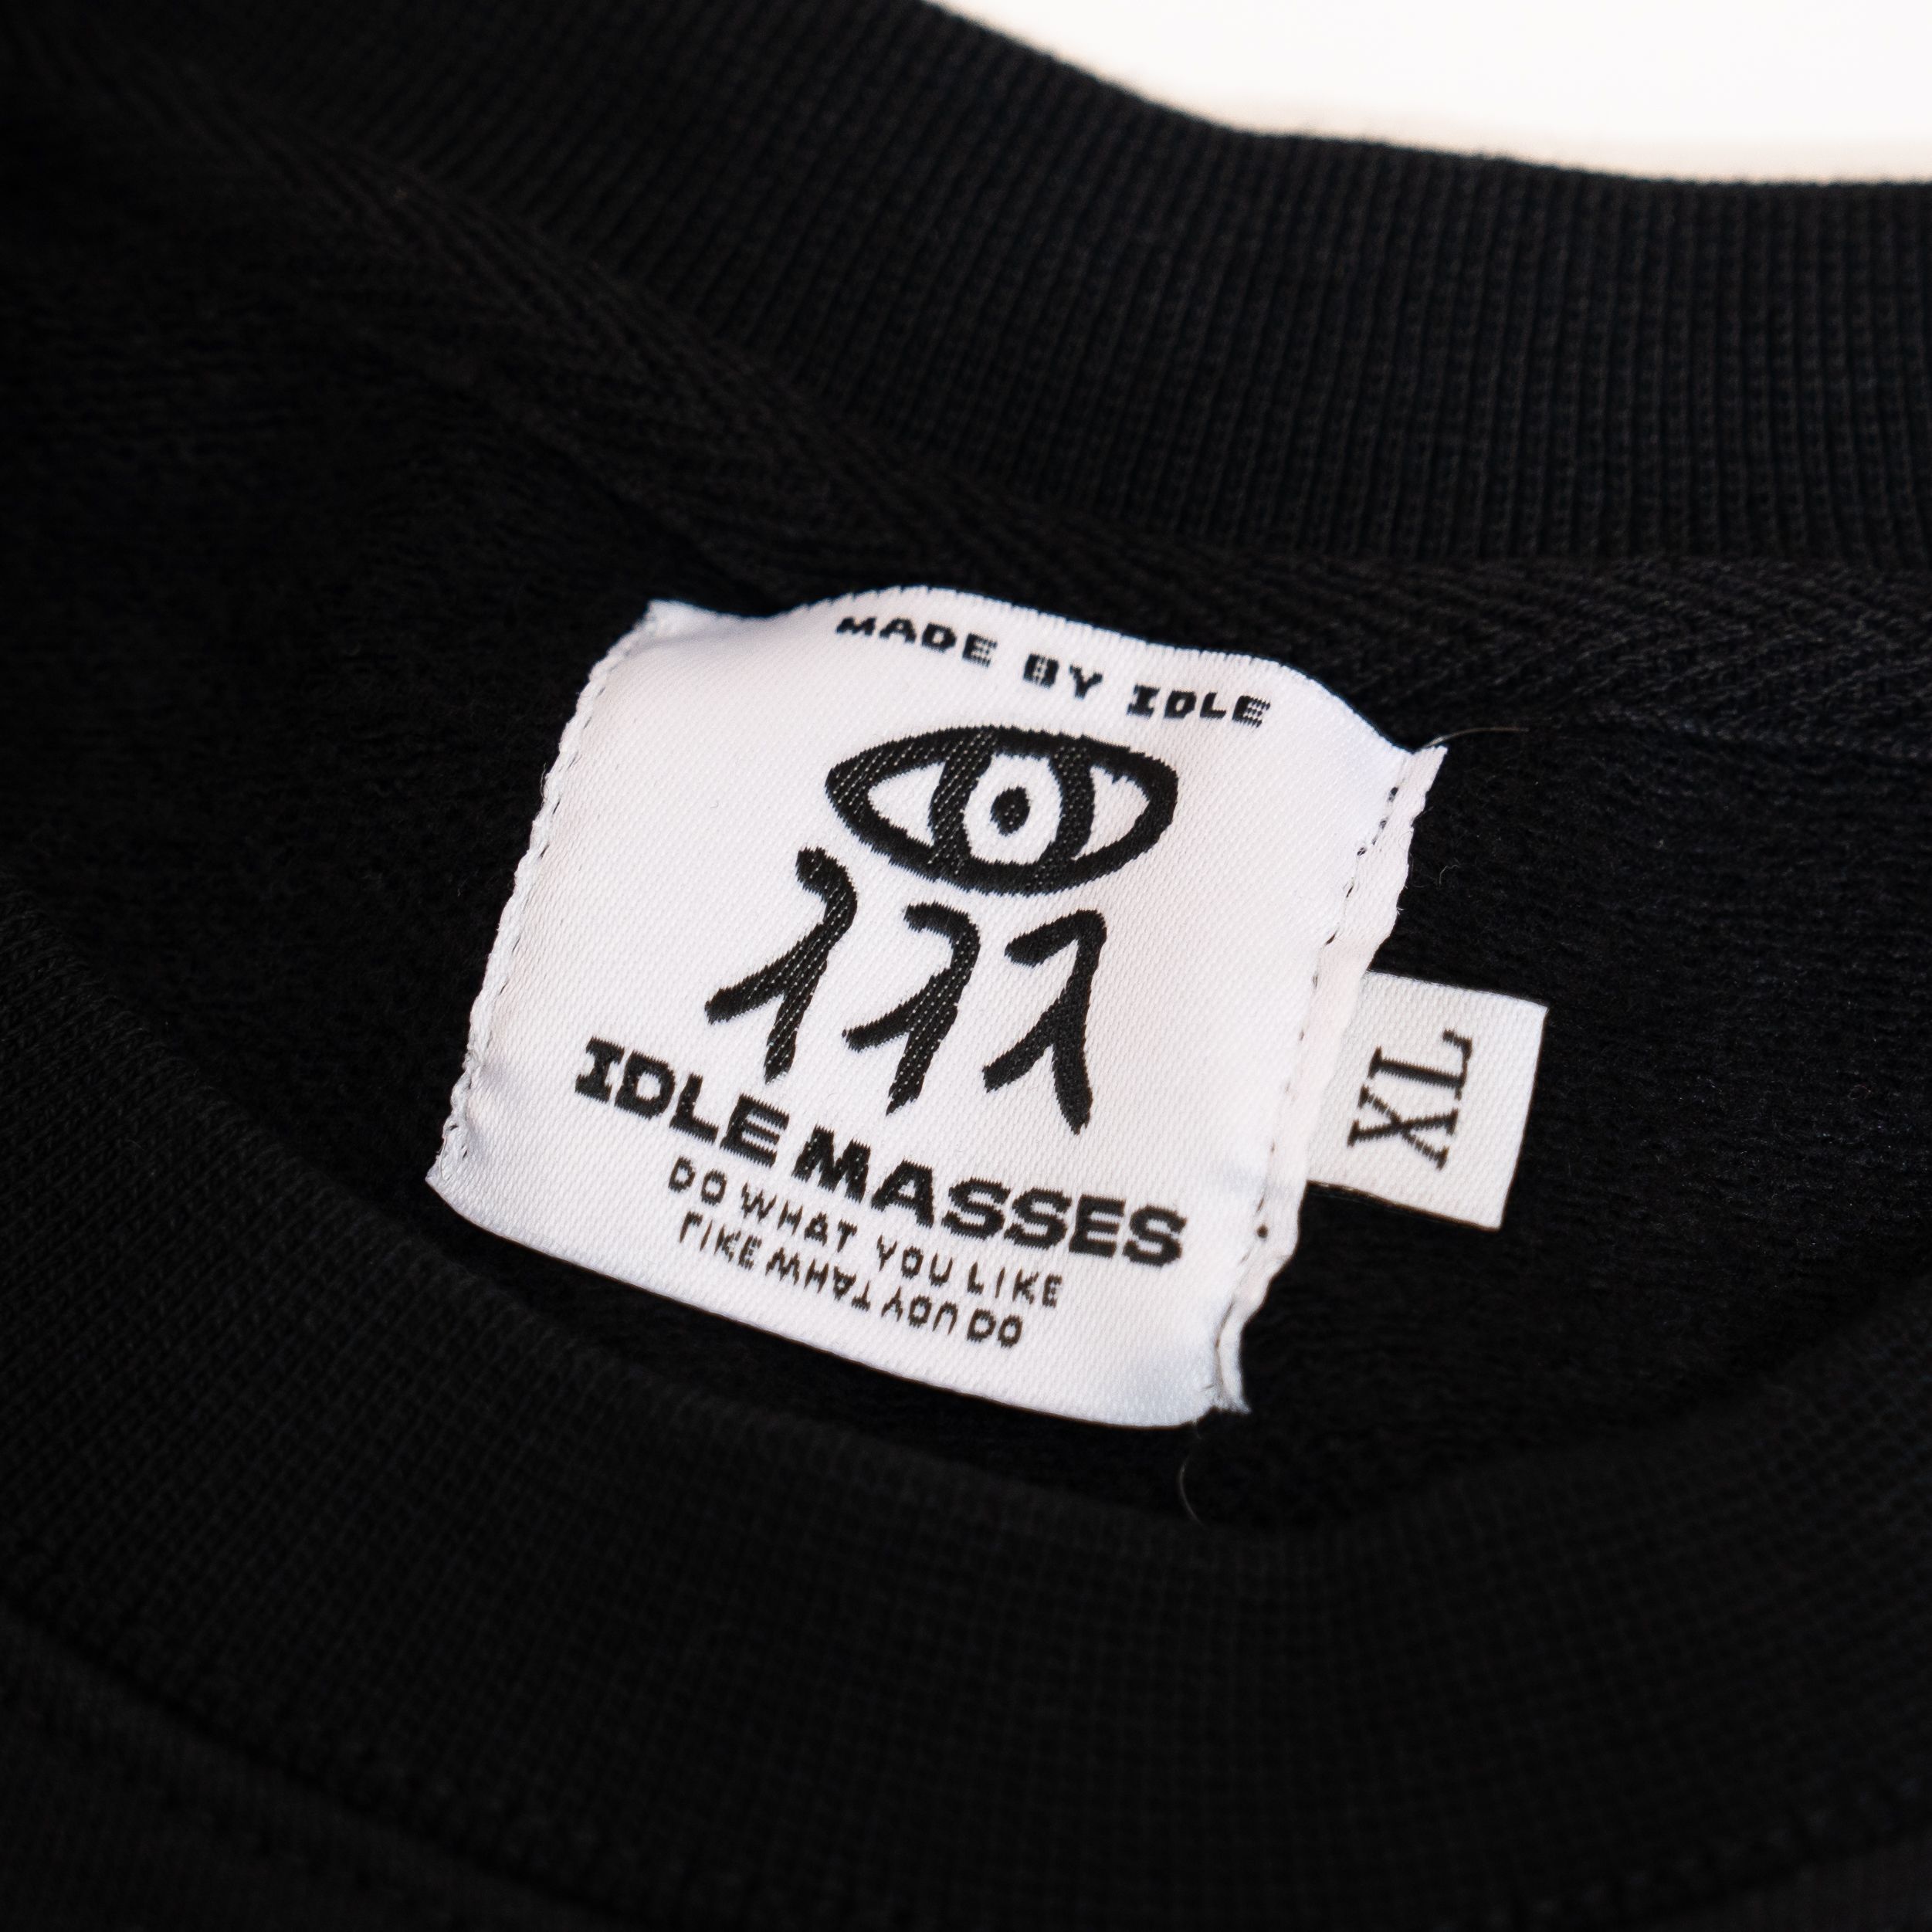 MADE BY IDLE
IDLE MASSES
DO WHAT YOU LIKE
LIKE WHAT YOU DO
XL